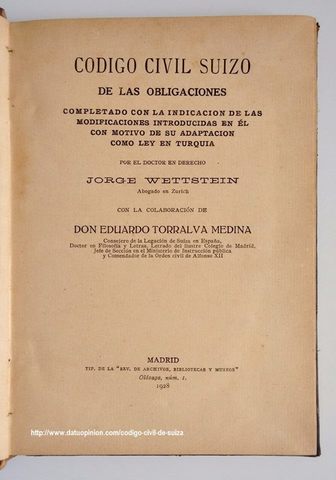 CODIGO CIVIL SUIZO
DE LAS OBLIGACIONES
COMPLETADO CON LA INDICACION DE LAS
MODIFICACIONES INTRODUCIDAS EN ÉL
CON MOTIVO DE SU ADAPTACION
COMO LEY EN TURQUIA
POR EL DOCTOR EN DERECHO
JORGE WETTSTEIN
Abogado en Zurich
CON LA COLABORACIÓN DE
DON EDUARDO TORRALVA MEDINA
Consejero de la Legación de Suiza en España,
Doctor en Filosofía y Letras, Letrado del ilustre Colegio de Madrid,
Jefe de Sección en el Ministerio de Instrucción pública
y Comendador de la Orden civil de Alfonso XII
MADRID
TIP. DE LA "REV. DE ARCHIVOS, BIBLIOTECAS Y MUSEOS"
Olózaga, núm. 1.
1928
http://www.datuopinion.com/codigo-civil-de-suiza